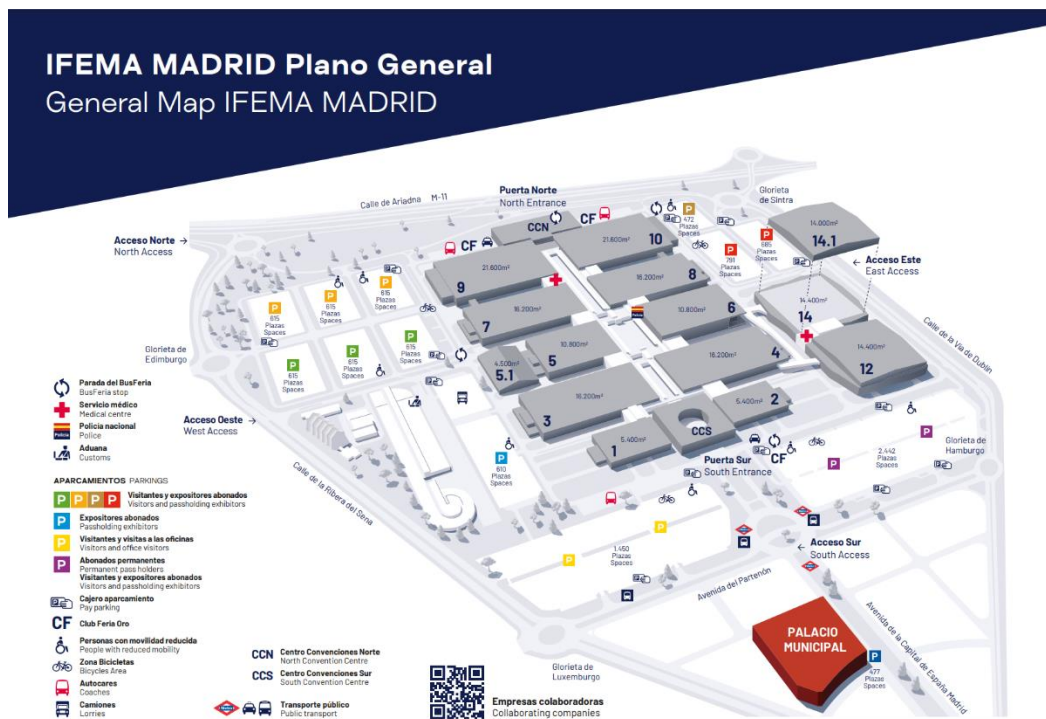 IFEMA MADRID Plano General
General Map IFEMA MADRID
Calle de Ariadna
M-11
Puerta Norte
North Entrance
Glorieta
de Sintra
Acceso Norte →
North Access
CCN
CF
CF
P
472
Plazas
Spaces
14.000m²
14.1
21.600m²
10
P
685
Plazas
Spaces
← Acceso Este
East Access
21.600m²
9
P
791
Plazas
Spaces
16.200m²
8
P
615
Plazas
Spaces
P
615
Plazas
Spaces
P
615
Plazas
Spaces
16.200m²
7
Policía
10.800m²
6
14.400m²
14
Calle de la Vía de Dublín
Glorieta de
Edimburgo
P
615
Plazas
Spaces
P
615
Plazas
Spaces
P
615
Plazas
Spaces
10.800m²
5
4.500m²
5.1
16.200m²
4
14.400m²
12
Acceso Oeste →
West Access
16.200m²
3
5.400m²
2
5.400m²
1
CCS
Puerta Sur
South Entrance
CF
P
610
Plazas
Spaces
P
2.442
Plazas
Spaces
P
Glorieta de
Hamburgo
Calle de la Ribera del Sena
P
1.450
Plazas
Spaces
P
← Acceso Sur
South Access
Avenida del Partenón
Avenida de la Capital de España Madrid
PALACIO
MUNICIPAL
P
477
Plazas
Spaces
Glorieta de
Luxemburgo
Parada del BusFeria
BusFeria stop
Servicio médico
Medical centre
Policía
Policía nacional
Police
Aduana
Customs
APARCAMIENTOS PARKINGS
P P P P Visitantes y expositores abonados
Visitors and passholding exhibitors
P Expositores abonados
Passholding exhibitors
P Visitantes y visitas a las oficinas
Visitors and office visitors
P Abonados permanentes
Permanent pass holders
Visitantes y expositores abonados
Visitors and passholding exhibitors
Cajero aparcamiento
Pay parking
CF Club Feria Oro
Personas con movilidad reducida
People with reduced mobility
Zona Bicicletas
Bicycles Area
Autocares
Coaches
Camiones
Lorries
CCN Centro Convenciones Norte
North Convention Centre
CCS Centro Convenciones Sur
South Convention Centre
Transporte público
Public transport
Empresas colaboradoras
Collaborating companies